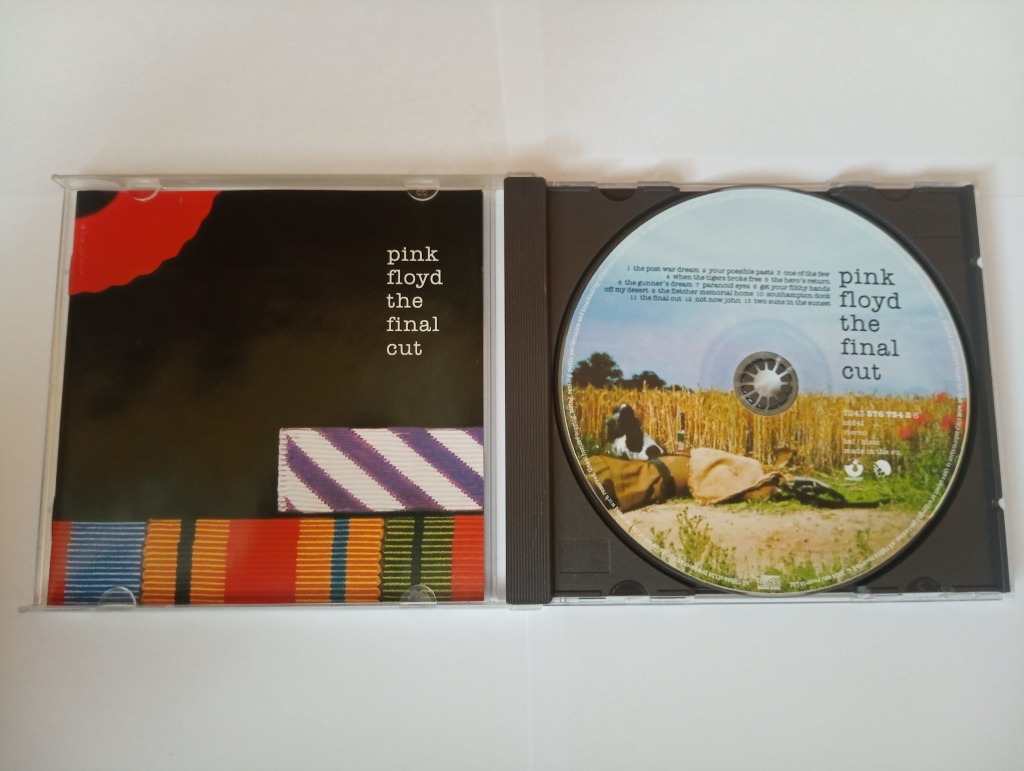 pink
floyd
the
final
cut
1 the post war dream 2 your possible pasts 3 one of the few
4 when the tigers broke free 5 the hero's return
6 the gunner's dream 7 paranoid eyes 8 get your filthy hands
off my desert 9 the fletcher memorial home 10 southampton dock
11 the final cut 12 not now john 13 two suns in the sunset
pink
floyd
the
final
cut
7243 576 734 2 6
stereo
made in the eu